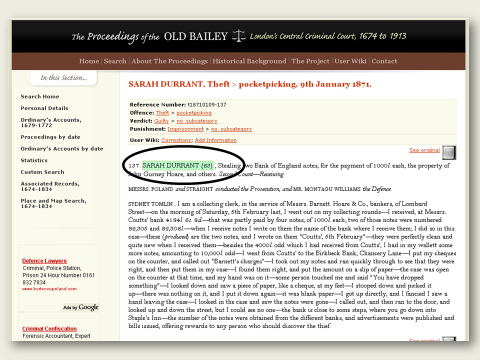 The Proceedings of the OLD BAILEY London's Central Criminal Court, 1674 to 1913
Home | Search | About The Proceedings | Historical Background | The Project | User Wiki | Contact
In this section...
Search Home
Personal Details
Ordinary's Accounts, 1679-1772
Proceedings by date
Ordinary's Accounts by date
Statistics
Custom Search
Associated Records, 1674-1834
Place and Map Search, 1674-1834
Defence Lawyers
Criminal, Police Station,
Prison 24 Hour Number 0161
832 7834
www.burtoncopeland.com
Ads by Google
Criminal Confiscation
Forensic Accountant, Expert
SARAH DURRANT, Theft > pocketpicking, 9th January 1871.
Reference Number: t18710109-137
Offence: Theft > pocketpicking
Verdict: Guilty > no_subcategory
Punishment: Imprisonment > no_subcategory
User Wiki: Corrections; Add Information
See original
137. SARAH DURRANT (63) , Stealing two Bank of England notes, for the payment of 1000l. each, the property of
John Gurney Hoare, and others. Second Count—Receiving
MESSRS. POLAND and STRAIGHT conducted the Prosecution; and MR. MONTAGU WILLIAMS the Defence.
SYDNEY TOMLIN . I am a collecting clerk, in the service of Messrs. Barnett. Hoare & Co., bankers, of Lombard
Street—on the morning of Saturday, 5th February last, I went out on my collecting rounds—I received, at Messrs.
that was partly paid by four notes, of 1000l. each; two of those notes were numbered
when I receive notes I write on them the name of the bank where I receive them; I did so in this
case—these (produced) are the two notes, and I wrote on them "Coutts', 5th February"—they were perfectly clean and
quite new when I received them—besides the 4000l. odd which I had received from Coutts', I had in my wallet some
more notes, amounting to 10,000l. odd—I went from Coutts' to the Birkbeck Bank, Chancery Lane—I put my cheques
on the counter, and called out "Barnett's charges"—I took out my notes and ran quickly through to see that they were
right, and then put them in my case—I found them right, and put the amount on a slip of paper—the case was open
on the counter at that time, and my hand was on it—some person touched me and said "You have dropped
something"—I looked down and saw a piece of paper, like a cheque, at my feet—I stooped down and picked it
up—there was nothing on it, and I put it down again—it was blank paper—I got up directly, and I fancied I saw a
hand leaving the case—I looked in the case and saw the notes were gone—I called out, and then ran to the door, and
looked up and down the street, but I could see no one—the bank is close to some steps, where you go down into
Staple's Inn—the number of the notes were obtained from the different banks, and advertisements were published and
bills issued, offering rewards to any person who should discover the thief.
See original